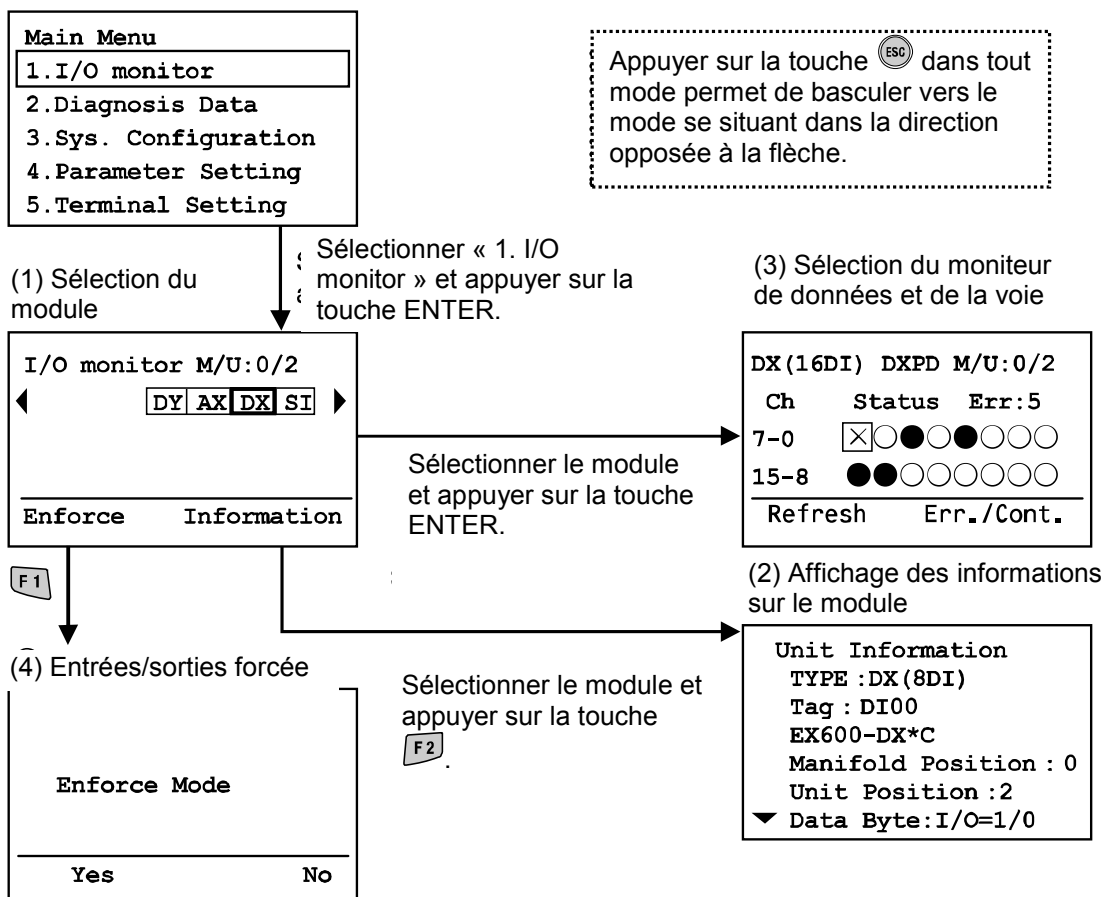 Main Menu
1.I/O monitor
2.Diagnosis Data
3.Sys. Configuration
4.Parameter Setting
5.Terminal Setting
Appuyer sur la touche ESC dans tout
mode permet de basculer vers le
mode se situant dans la direction
opposée à la flèche.
Sélectionner « 1. I/O
monitor » et appuyer sur la
touche ENTER.
(1) Sélection du
module
I/O monitor M/U:0/2
DY AX DX SI
Enforce Information
Sélectionner le module
et appuyer sur la touche
ENTER.
(3) Sélection du moniteur
de données et de la voie
DX(16DI) DXPD M/U:0/2
Ch Status Err:5
7-0
15-8
Refresh Err./Cont.
F1
(4) Entrées/sorties forcée
Enforce Mode
Yes No
Sélectionner le module et
appuyer sur la touche
F2.
(2) Affichage des informations
sur le module
Unit Information
TYPE :DX(8DI)
Tag : DI00
EX600-DX*C
Manifold Position : 0
Unit Position :2
Data Byte:I/O=1/0